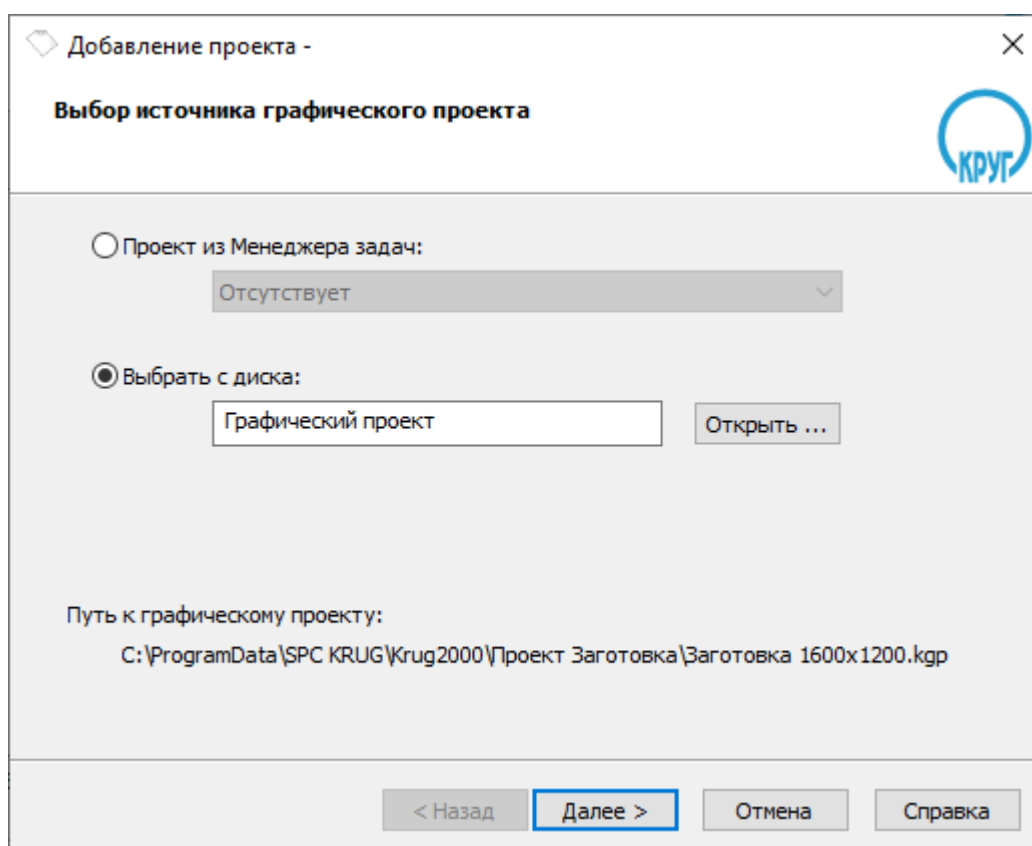 Добавление проекта -
Выбор источника графического проекта
КРУГ
Проект из Менеджера задач:
Отсутствует
Выбрать с диска:
Графический проект
Открыть ...
Путь к графическому проекту:
C:\ProgramData\SPC KRUG\Krug2000\Проект Заготовка\Заготовка 1600x1200.kgp
< Назад Далее > Отмена Справка